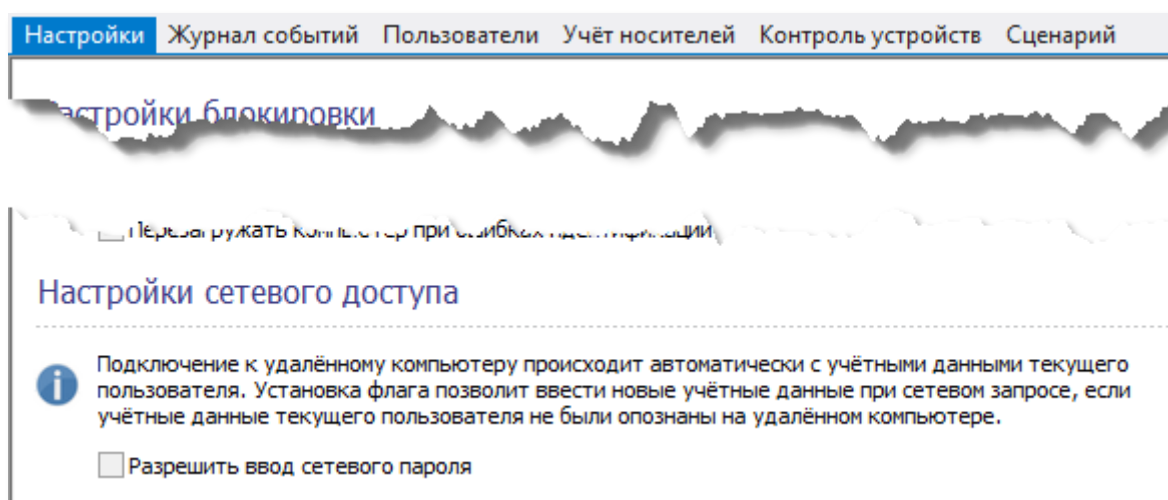 Настройки Журнал событий Пользователи Учёт носителей Контроль устройств Сценарий
Настройки блокировки
Перезагружать компьютер при ошибках идентификации
Настройки сетевого доступа
Подключение к удалённому компьютеру происходит автоматически с учётными данными текущего
пользователя. Установка флага позволит ввести новые учётные данные при сетевом запросе, если
учётные данные текущего пользователя не были опознаны на удалённом компьютере.
Разрешить ввод сетевого пароля